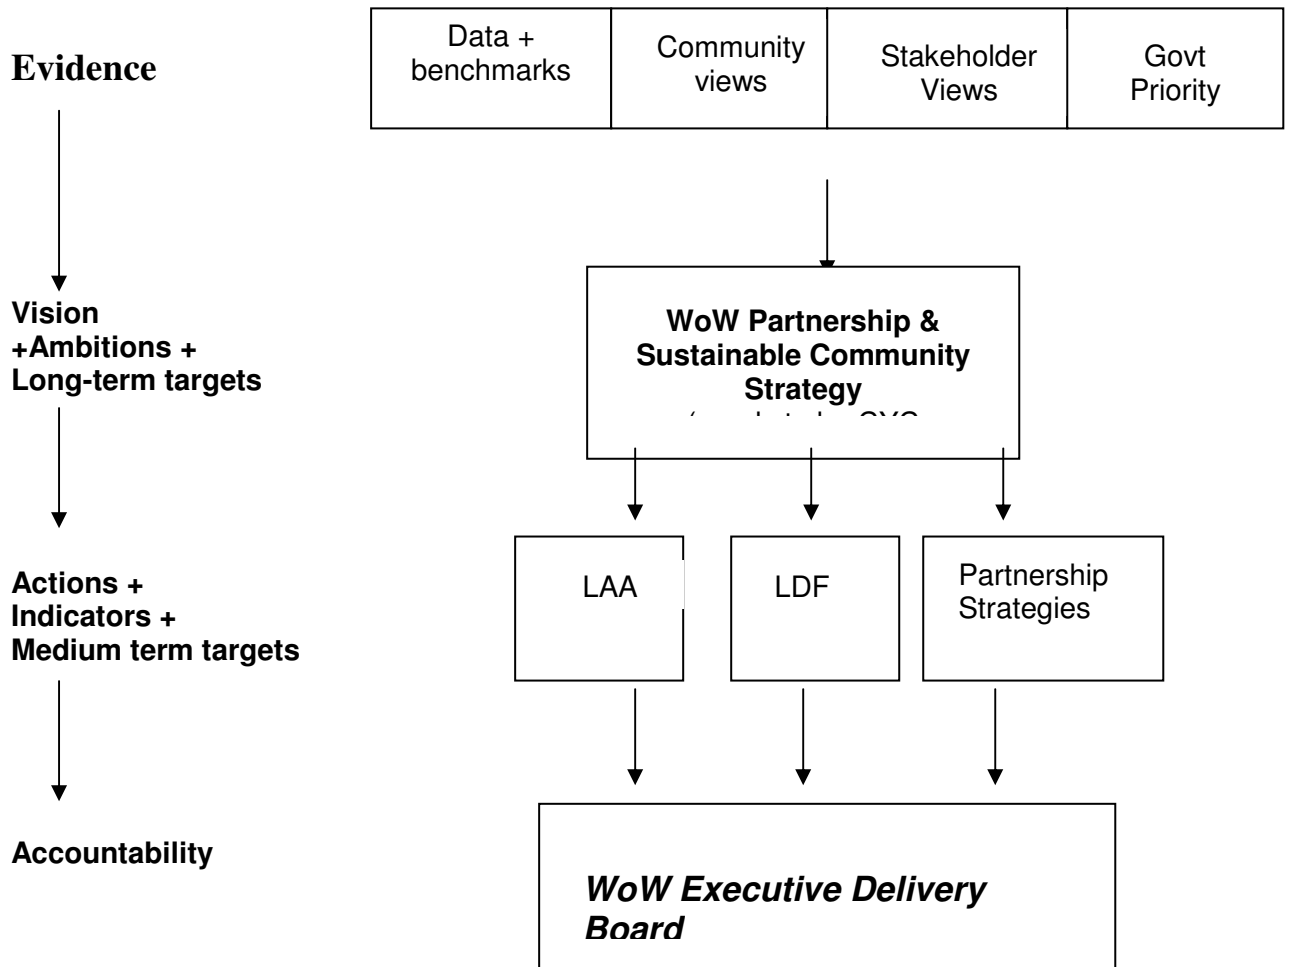 Evidence
Data +
benchmarks
Community
views
Stakeholder
Views
Govt
Priority
Vision
+Ambitions +
Long-term targets
WoW Partnership &
Sustainable Community
Strategy
Actions +
Indicators +
Medium term targets
LAA
LDF
Partnership
Strategies
Accountability
WoW Executive Delivery
Board